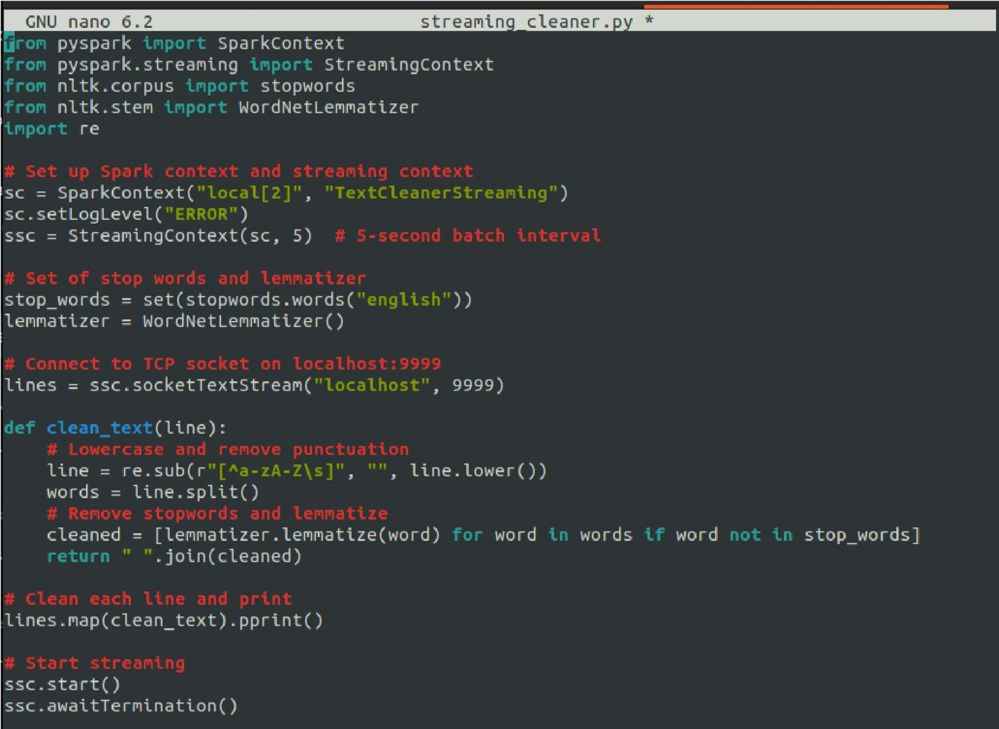 GNU nano 6.2 streaming_cleaner.py *
from pyspark import SparkContext
from pyspark.streaming import StreamingContext
from nltk.corpus import stopwords
from nltk.stem import WordNetLemmatizer
import re

# Set up Spark context and streaming context
sc = SparkContext("local[2]", "TextCleanerStreaming")
sc.setLogLevel("ERROR")
ssc = StreamingContext(sc, 5)  # 5-second batch interval

# Set of stop words and lemmatizer
stop_words = set(stopwords.words("english"))
lemmatizer = WordNetLemmatizer()

# Connect to TCP socket on localhost:9999
lines = ssc.socketTextStream("localhost", 9999)

def clean_text(line):
    # Lowercase and remove punctuation
    line = re.sub(r"[^a-zA-Z\s]", "", line.lower())
    words = line.split()
    # Remove stopwords and lemmatize
    cleaned = [lemmatizer.lemmatize(word) for word in words if word not in stop_words]
    return " ".join(cleaned)

# Clean each line and print
lines.map(clean_text).pprint()

# Start streaming
ssc.start()
ssc.awaitTermination()